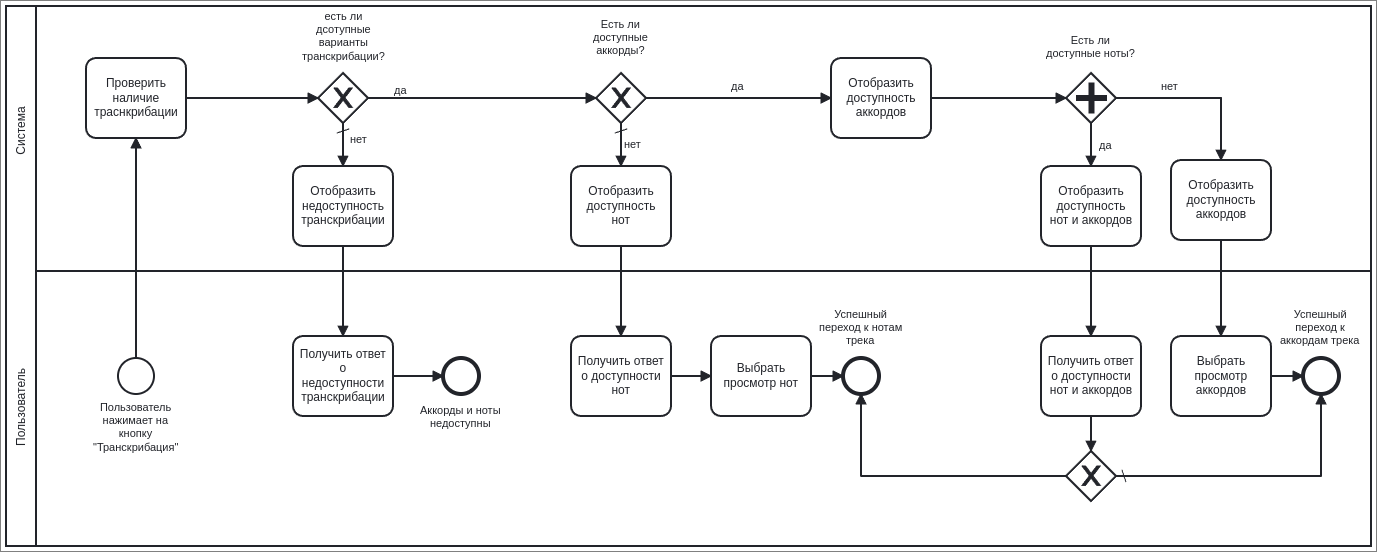 Система
Пользователь
Проверить
наличие
траснкрибации
есть ли
дсотупные
варианты
транскрибации?
да
нет
Отобразить
недоступность
транскрибации
Есть ли
доступные
аккорды?
да
нет
Отобразить
доступность
нот
Отобразить
доступность
аккордов
Есть ли
доступные ноты?
нет
да
Отобразить
доступность
нот и аккордов
Отобразить
доступность
аккордов
Пользователь
нажимает на
кнопку
"Транскрибация"
Получить ответ
о
недоступности
транскрибации
Аккорды и ноты
недоступны
Получить ответ
о доступности
нот
Выбрать
просмотр нот
Успешный
переход к нотам
трека
Получить ответ
о доступности
нот и аккордов
Выбрать
просмотр
аккордов
Успешный
переход к
аккордам трека